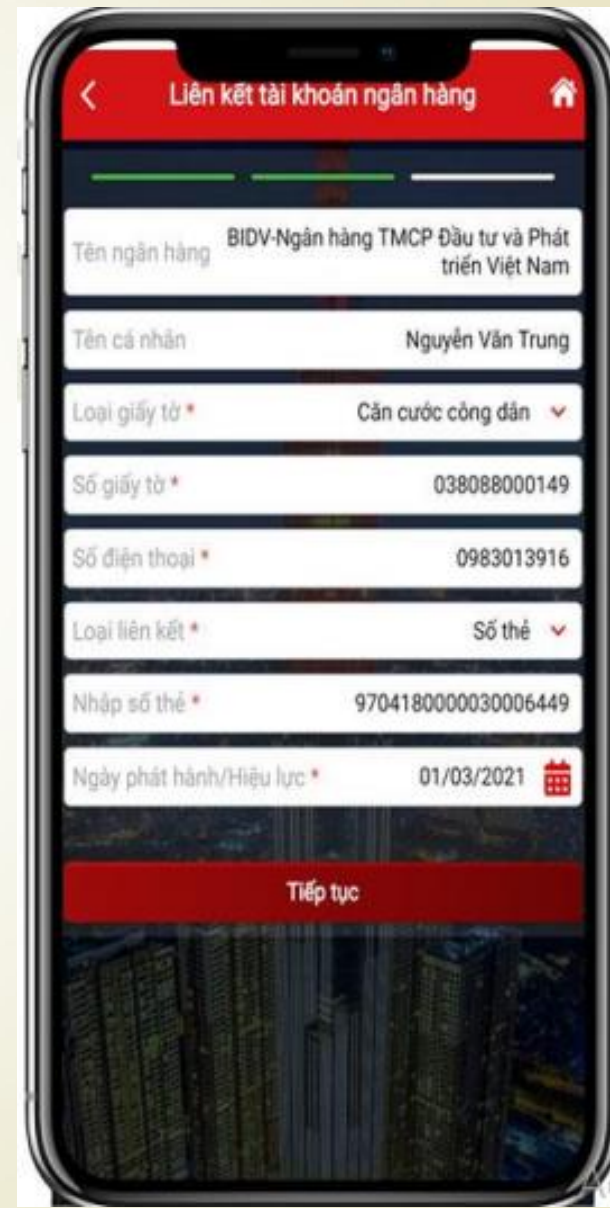 Liên kết tài khoản ngân hàng
Tên ngân hàng BIDV-Ngân hàng TMCP Đầu tư và Phát
triển Việt Nam
Tên cá nhân Nguyễn Văn Trung
Loại giấy tờ * Căn cước công dân
Số giấy tờ * 038088000149
Số điện thoại * 0983013916
Loại liên kết * Số thẻ
Nhập số thẻ * 9704180000030006449
Ngày phát hành/Hiệu lực * 01/03/2021
Tiếp tục